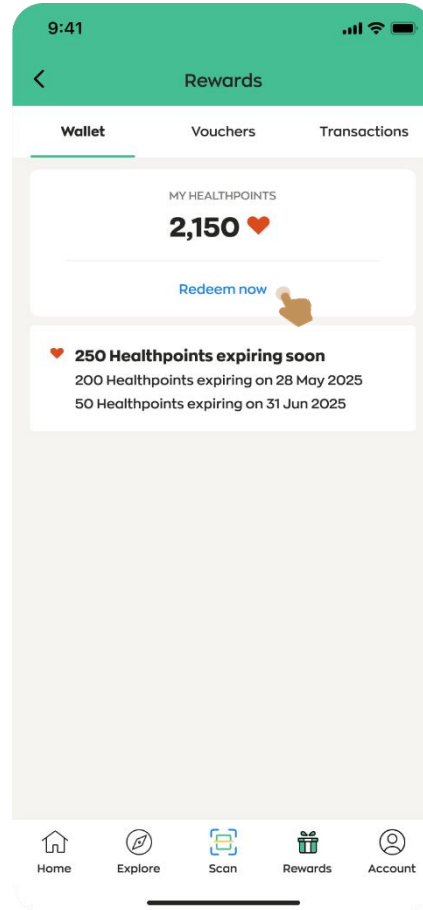 9:41
Rewards
Wallet Vouchers Transactions
MY HEALTHPOINTS
2,150
Redeem now
250 Healthpoints expiring soon
200 Healthpoints expiring on 28 May 2025
50 Healthpoints expiring on 31 Jun 2025
Home Explore Scan Rewards Account